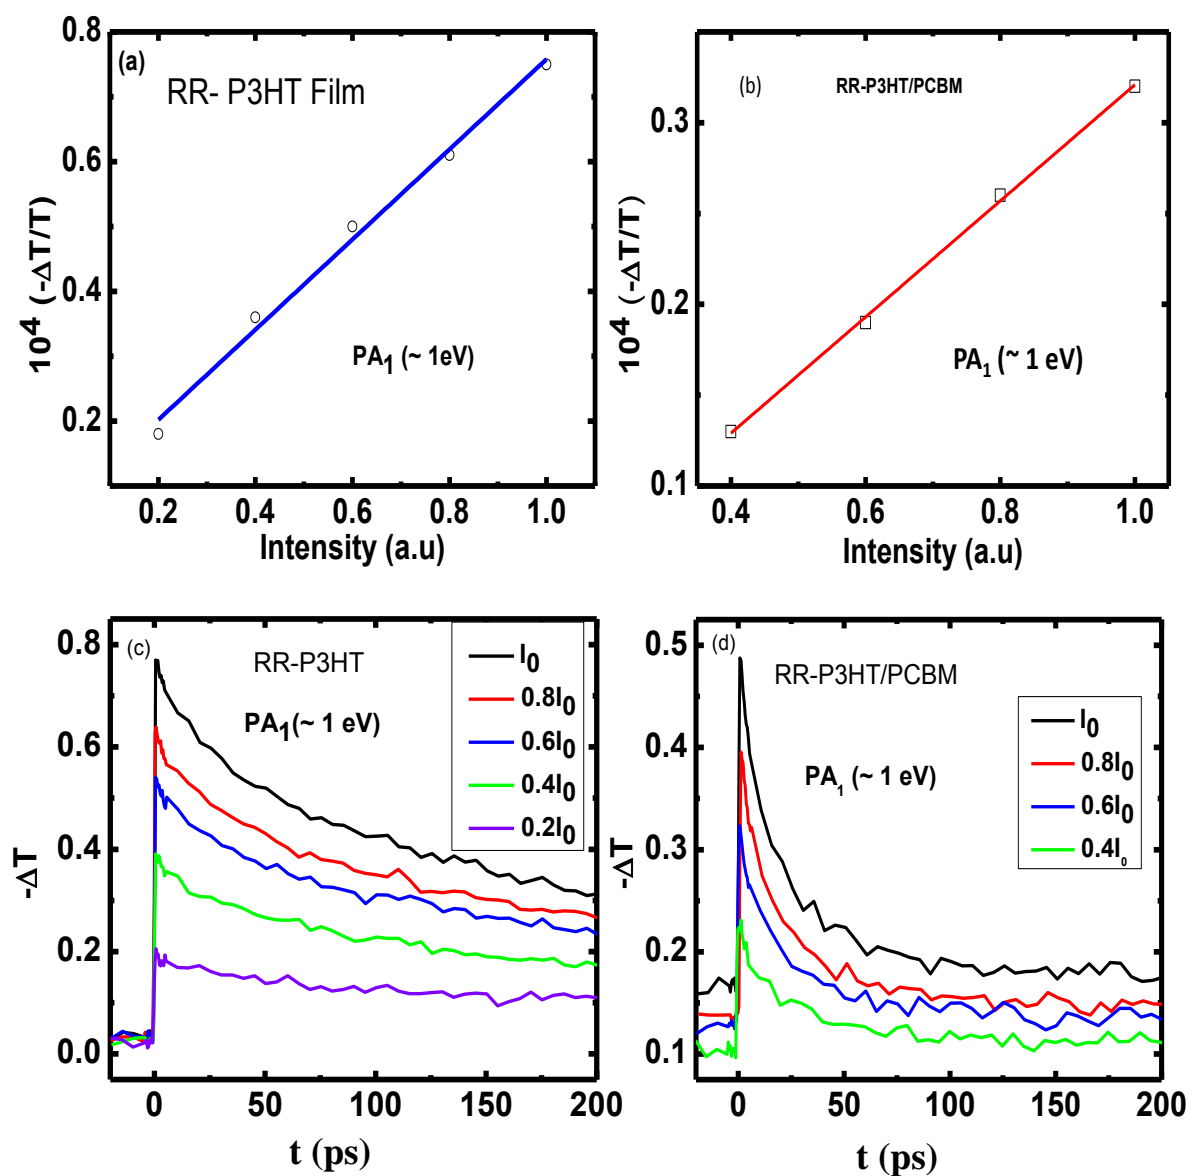 (a)
RR- P3HT Film
PA1 (~ 1eV)
0.8
0.6
0.4
0.2
10⁴ (-ΔT/T)
0.2 0.4 0.6 0.8 1.0
Intensity (a.u)
(b)
RR-P3HT/PCBM
PA1 (~ 1 eV)
0.3
0.2
0.1
10⁴ (-ΔT/T)
0.4 0.6 0.8 1.0
Intensity (a.u)
(c)
RR-P3HT
PA1(~ 1 eV)
I0
0.8I0
0.6I0
0.4I0
0.2I0
0.8
0.6
0.4
0.2
0.0
-ΔT
0 50 100 150 200
t (ps)
(d)
RR-P3HT/PCBM
PA1 (~ 1 eV)
I0
0.8I0
0.6I0
0.4I0
0.5
0.4
0.3
0.2
0.1
-ΔT
0 50 100 150 200
t (ps)